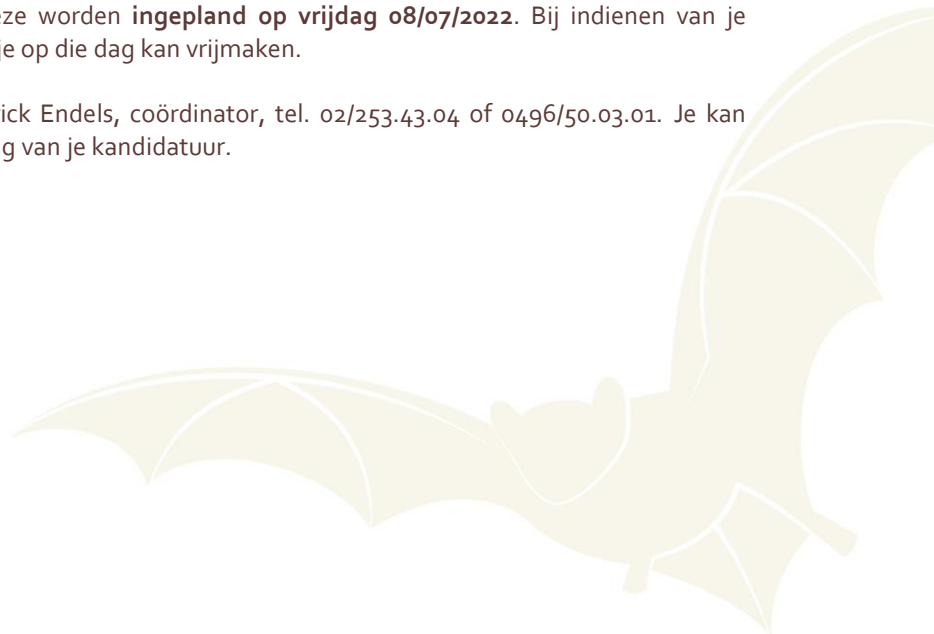 eze worden ingepland op vrijdag 08/07/2022. Bij indienen van je
je op die dag kan vrijmaken.
rick Endels, coördinator, tel. 02/253.43.04 of 0496/50.03.01. Je kan
g van je kandidatuur.